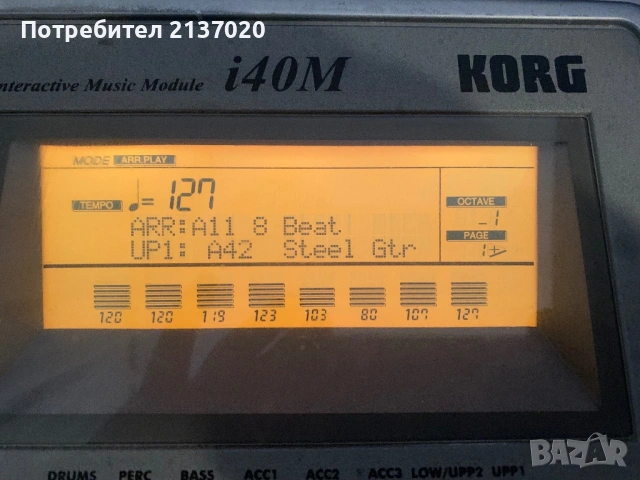 Потребител 2137020
Interactive Music Module i40M KORG
MODE ARR.PLAY
TEMPO ♩= 127
OCTAVE
-1
ARR:A11 8 Beat
PAGE
UP1: A42 Steel Gtr
1+
120 120 119 123 103 80 107 127
BAZAR
DRUMS PERC BASS ACC1 ACC2 ACC3 LOW/UPP2 UPP1